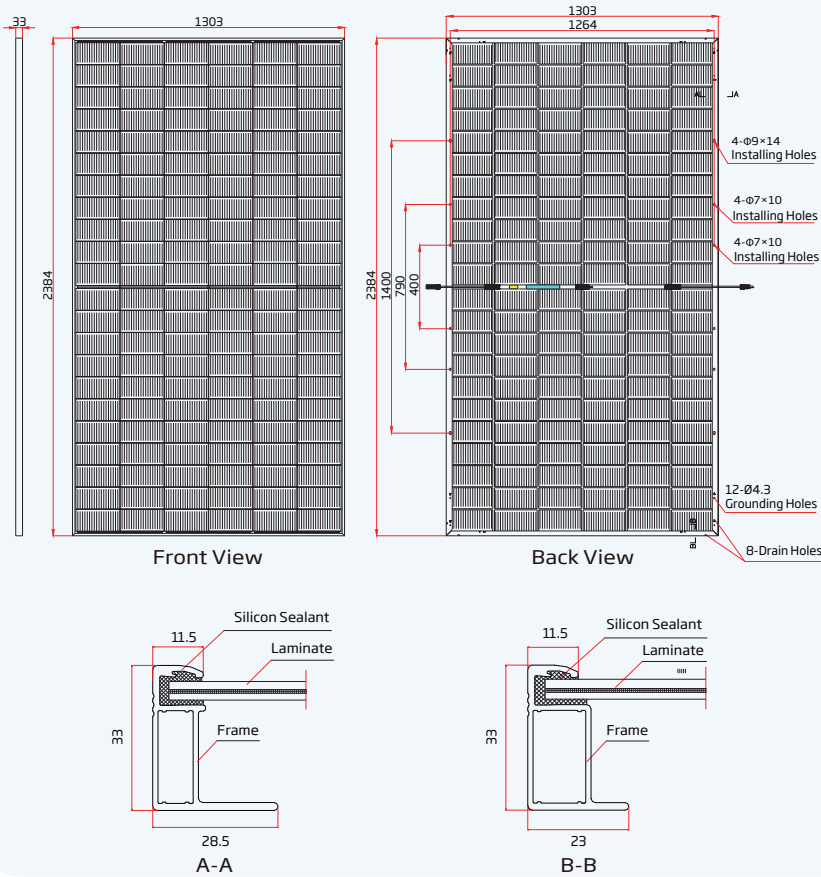 33
1303
2384
Front View
1303
1264
2384
1400
790
400
A
A
4-Φ9×14
Installing Holes
4-Φ7×10
Installing Holes
4-Φ7×10
Installing Holes
12-Ø4.3
Grounding Holes
8-Drain Holes
B
B
Back View
Silicon Sealant
11.5
Laminate
33
Frame
28.5
A-A
Silicon Sealant
11.5
Laminate
33
Frame
23
B-B